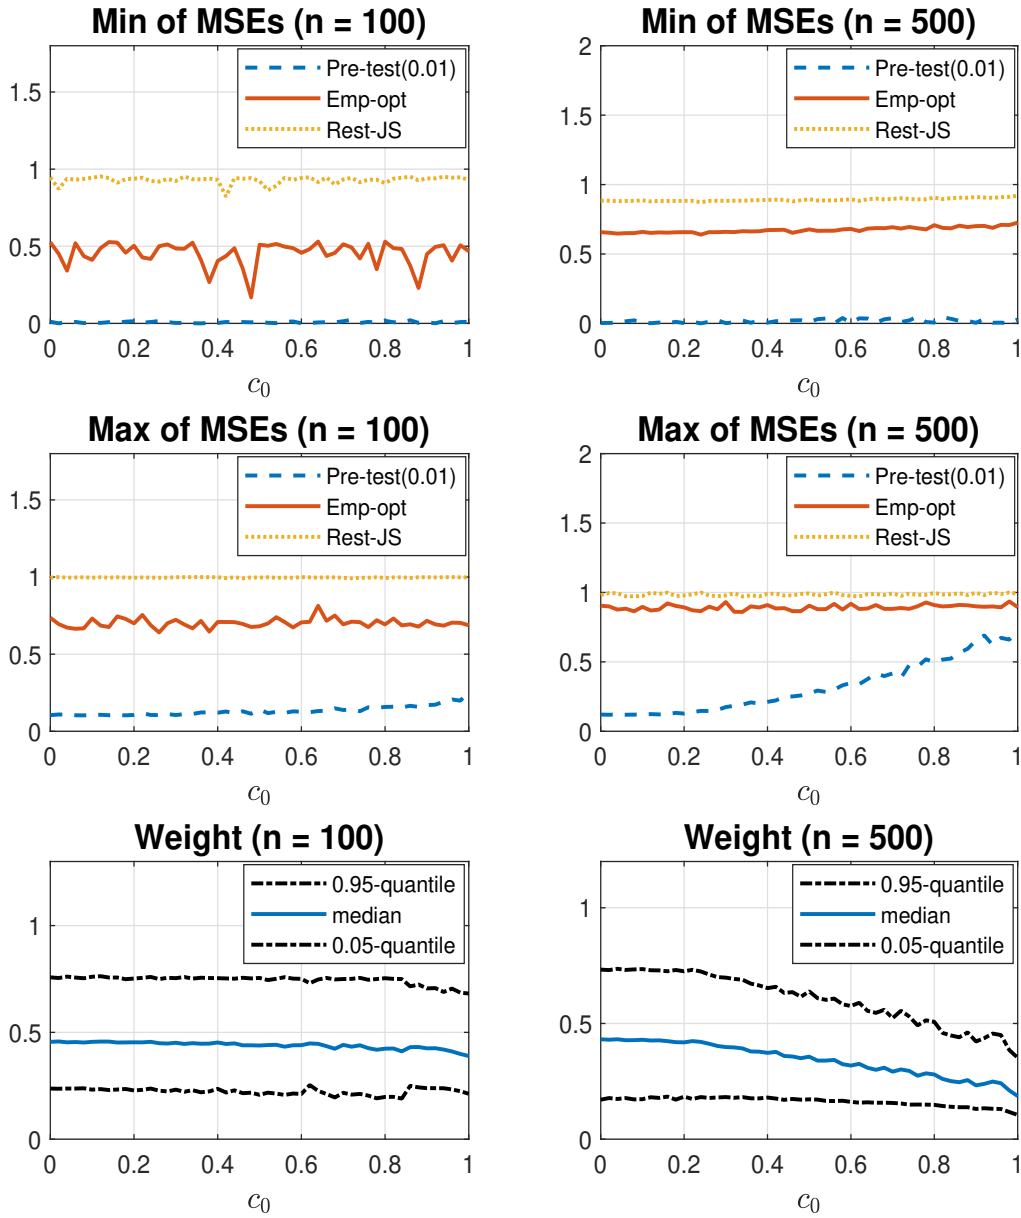 Min of MSEs (n = 100)
Pre-test(0.01)
Emp-opt
Rest-JS
1.5
1
0.5
0
0 0.2 0.4 0.6 0.8 1
c₀
Min of MSEs (n = 500)
Pre-test(0.01)
Emp-opt
Rest-JS
2
1.5
1
0.5
0
0 0.2 0.4 0.6 0.8 1
c₀
Max of MSEs (n = 100)
Pre-test(0.01)
Emp-opt
Rest-JS
1.5
1
0.5
0
0 0.2 0.4 0.6 0.8 1
c₀
Max of MSEs (n = 500)
Pre-test(0.01)
Emp-opt
Rest-JS
2
1.5
1
0.5
0
0 0.2 0.4 0.6 0.8 1
c₀
Weight (n = 100)
0.95-quantile
median
0.05-quantile
1
0.5
0
0 0.2 0.4 0.6 0.8 1
c₀
Weight (n = 500)
0.95-quantile
median
0.05-quantile
1
0.5
0
0 0.2 0.4 0.6 0.8 1
c₀